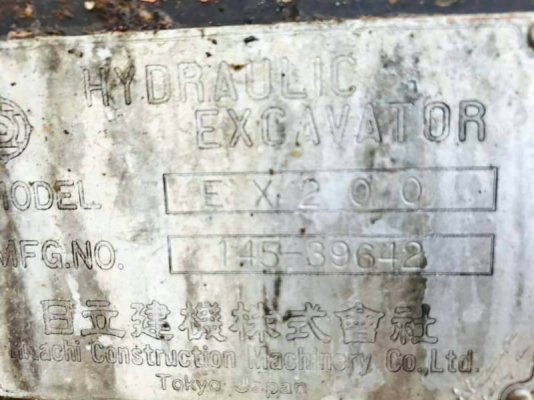 HYDRAULIC
EXCAVATOR
MODEL EX200
MFG.NO. 145-39642
日立建機株式會社
Hitachi Construction Machinery Co.,Ltd.
Tokyo Japan